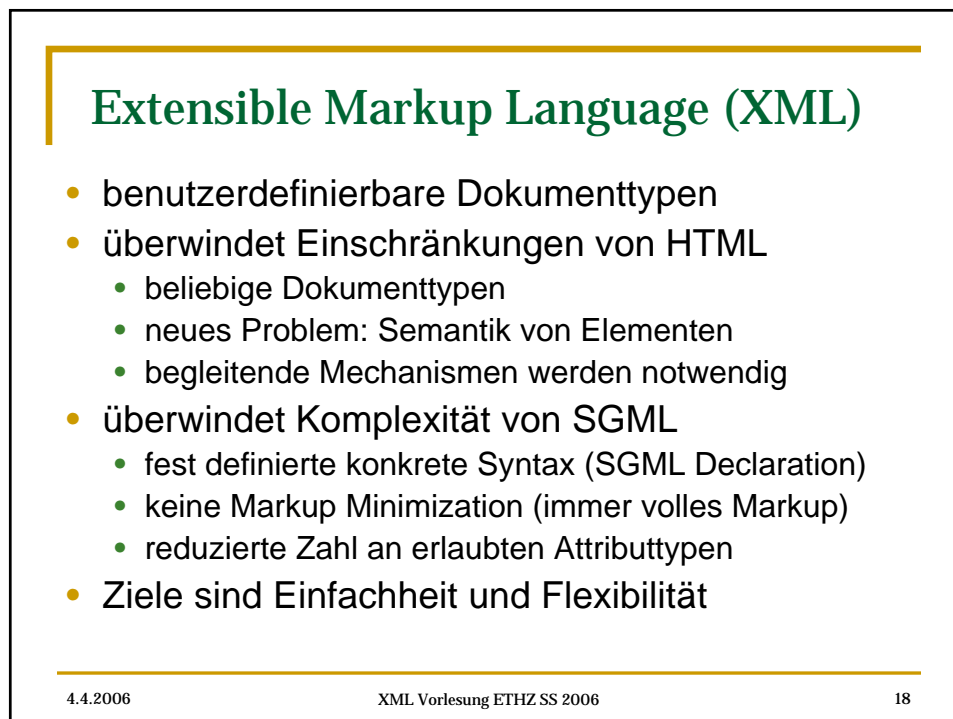 Extensible Markup Language (XML)
• benutzerdefinierbare Dokumenttypen
• überwindet Einschränkungen von HTML
• beliebige Dokumenttypen
• neues Problem: Semantik von Elementen
• begleitende Mechanismen werden notwendig
• überwindet Komplexität von SGML
• fest definierte konkrete Syntax (SGML Declaration)
• keine Markup Minimization (immer volles Markup)
• reduzierte Zahl an erlaubten Attributtypen
• Ziele sind Einfachheit und Flexibilität
4.4.2006 XML Vorlesung ETHZ SS 2006 18